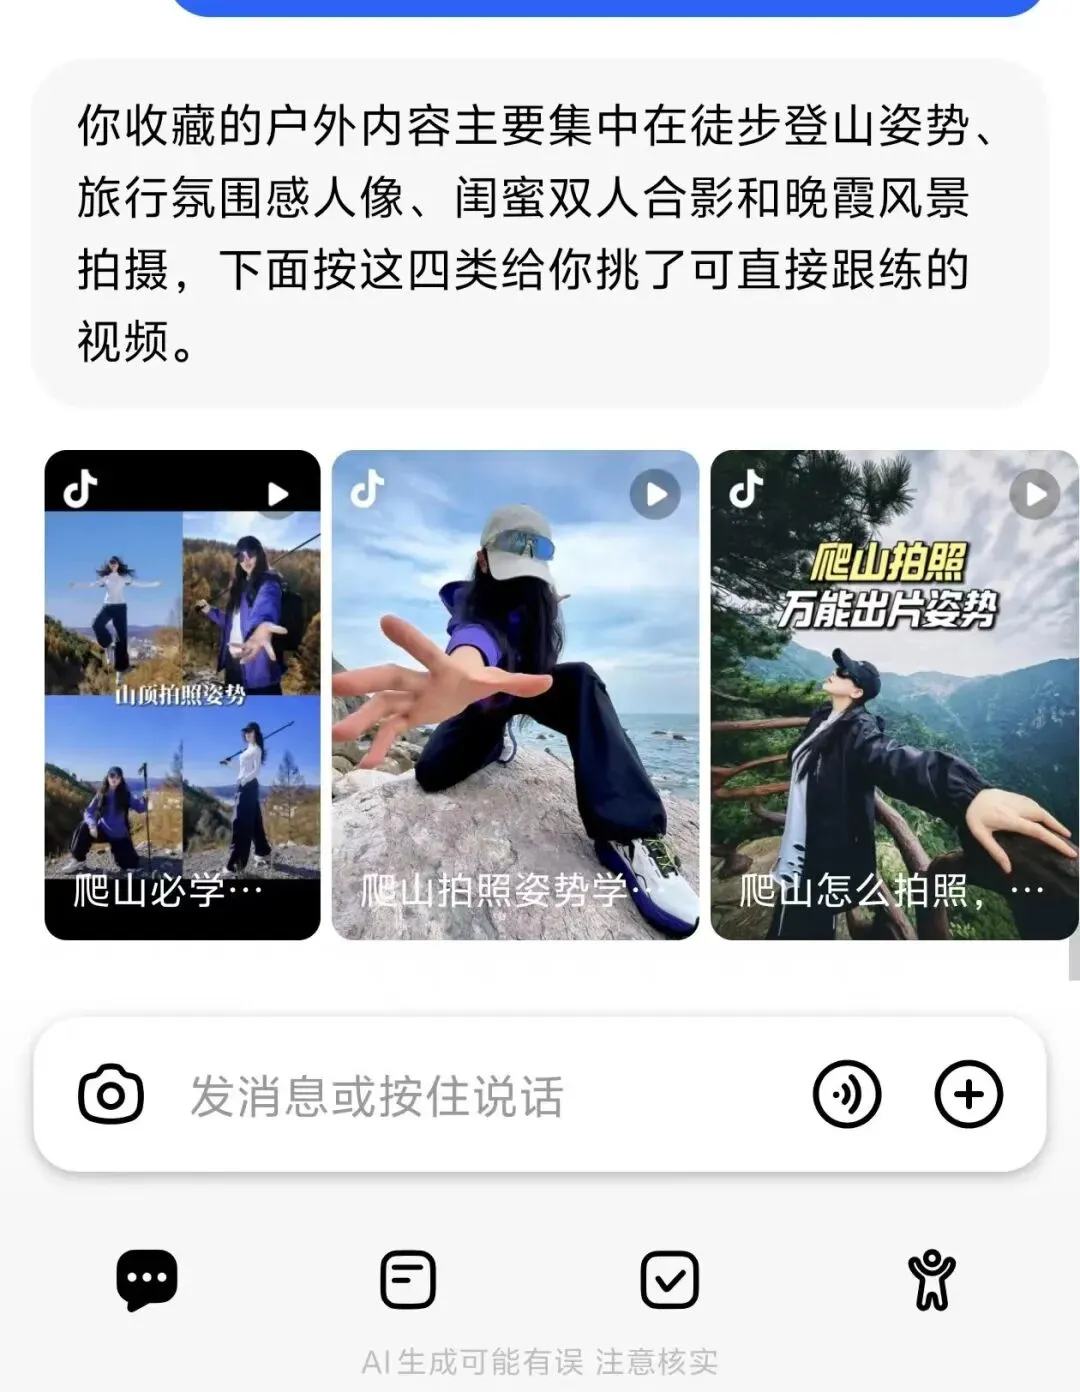 你收藏的户外内容主要集中在徒步登山姿势、
旅行氛围感人像、闺蜜双人合影和晚霞风景
拍摄，下面按这四类给你挑了可直接跟练的
视频。
山顶拍照姿势
爬山必学…
爬山拍照姿势学…
爬山拍照
万能出片姿势
爬山怎么拍照，…
发消息或按住说话
AI生成可能有误 注意核实